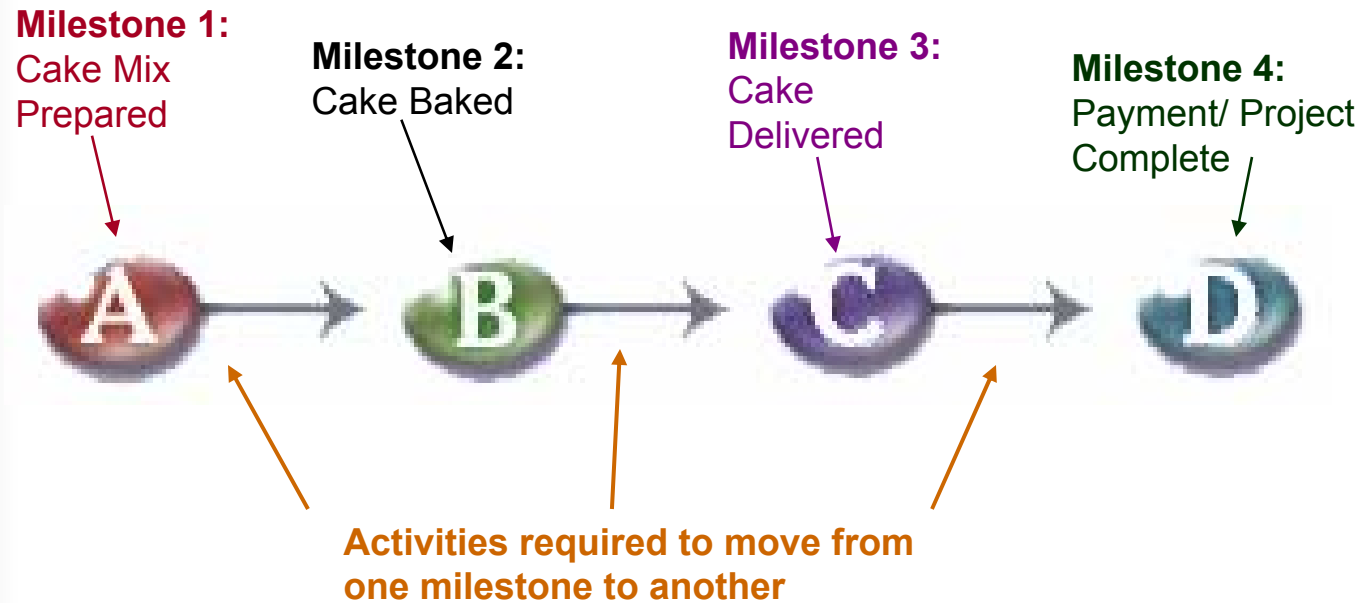 Milestone 1:
Cake Mix
Prepared
Milestone 2:
Cake Baked
Milestone 3:
Cake
Delivered
Milestone 4:
Payment/ Project
Complete
A
B
C
D
Activities required to move from
one milestone to another